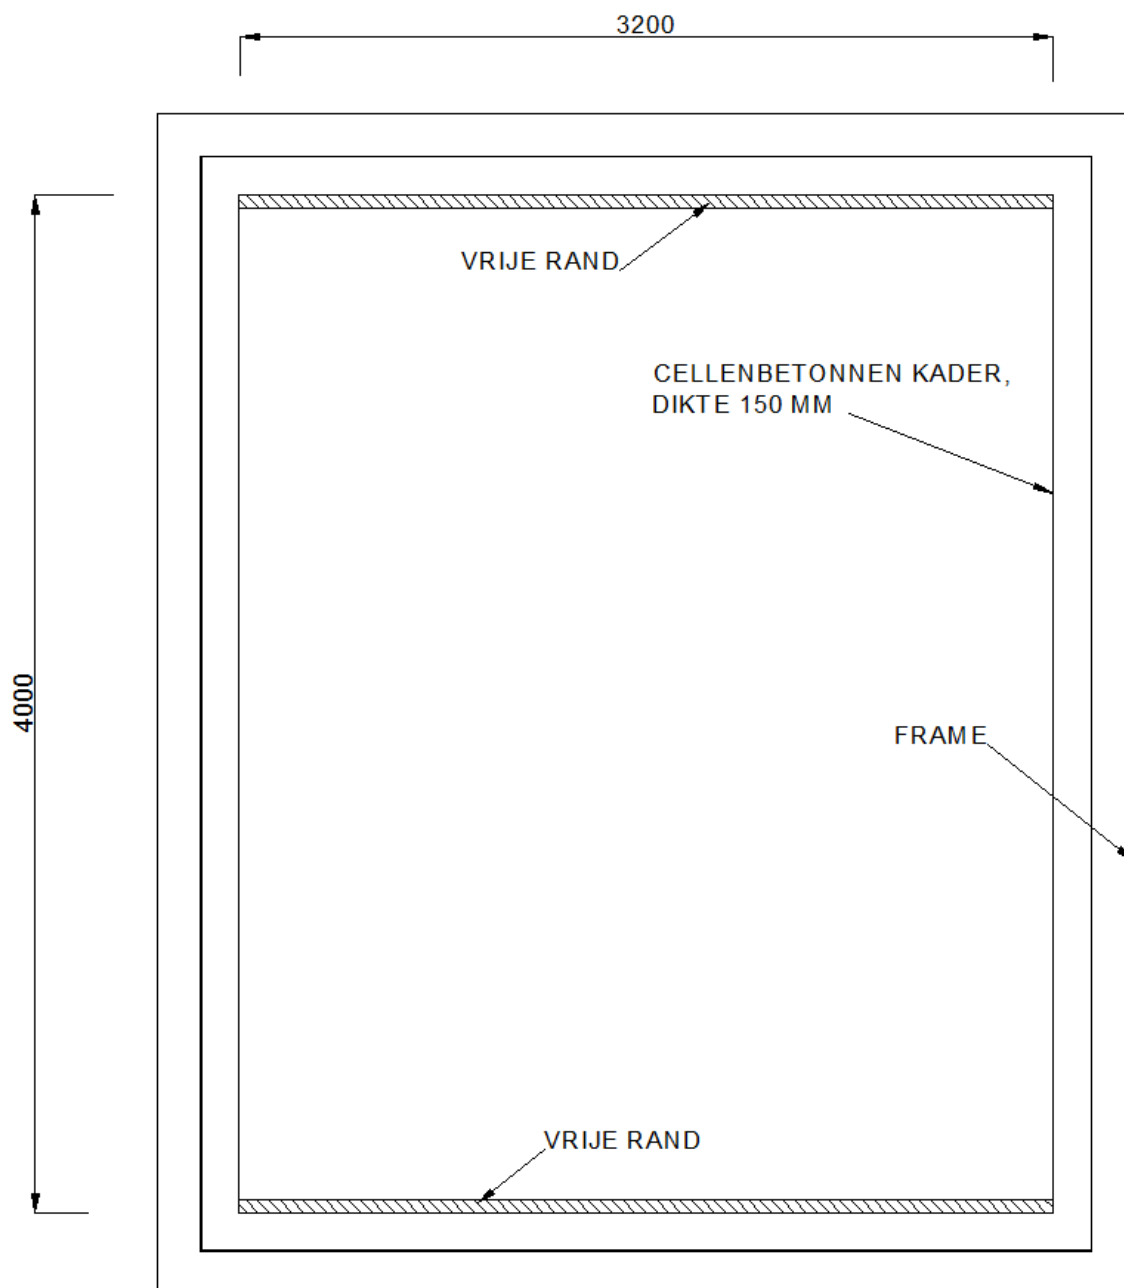 3200
VRIJE RAND
CELLENBETONNEN KADER,
DIKTE 150 MM
4000
FRAME
VRIJE RAND